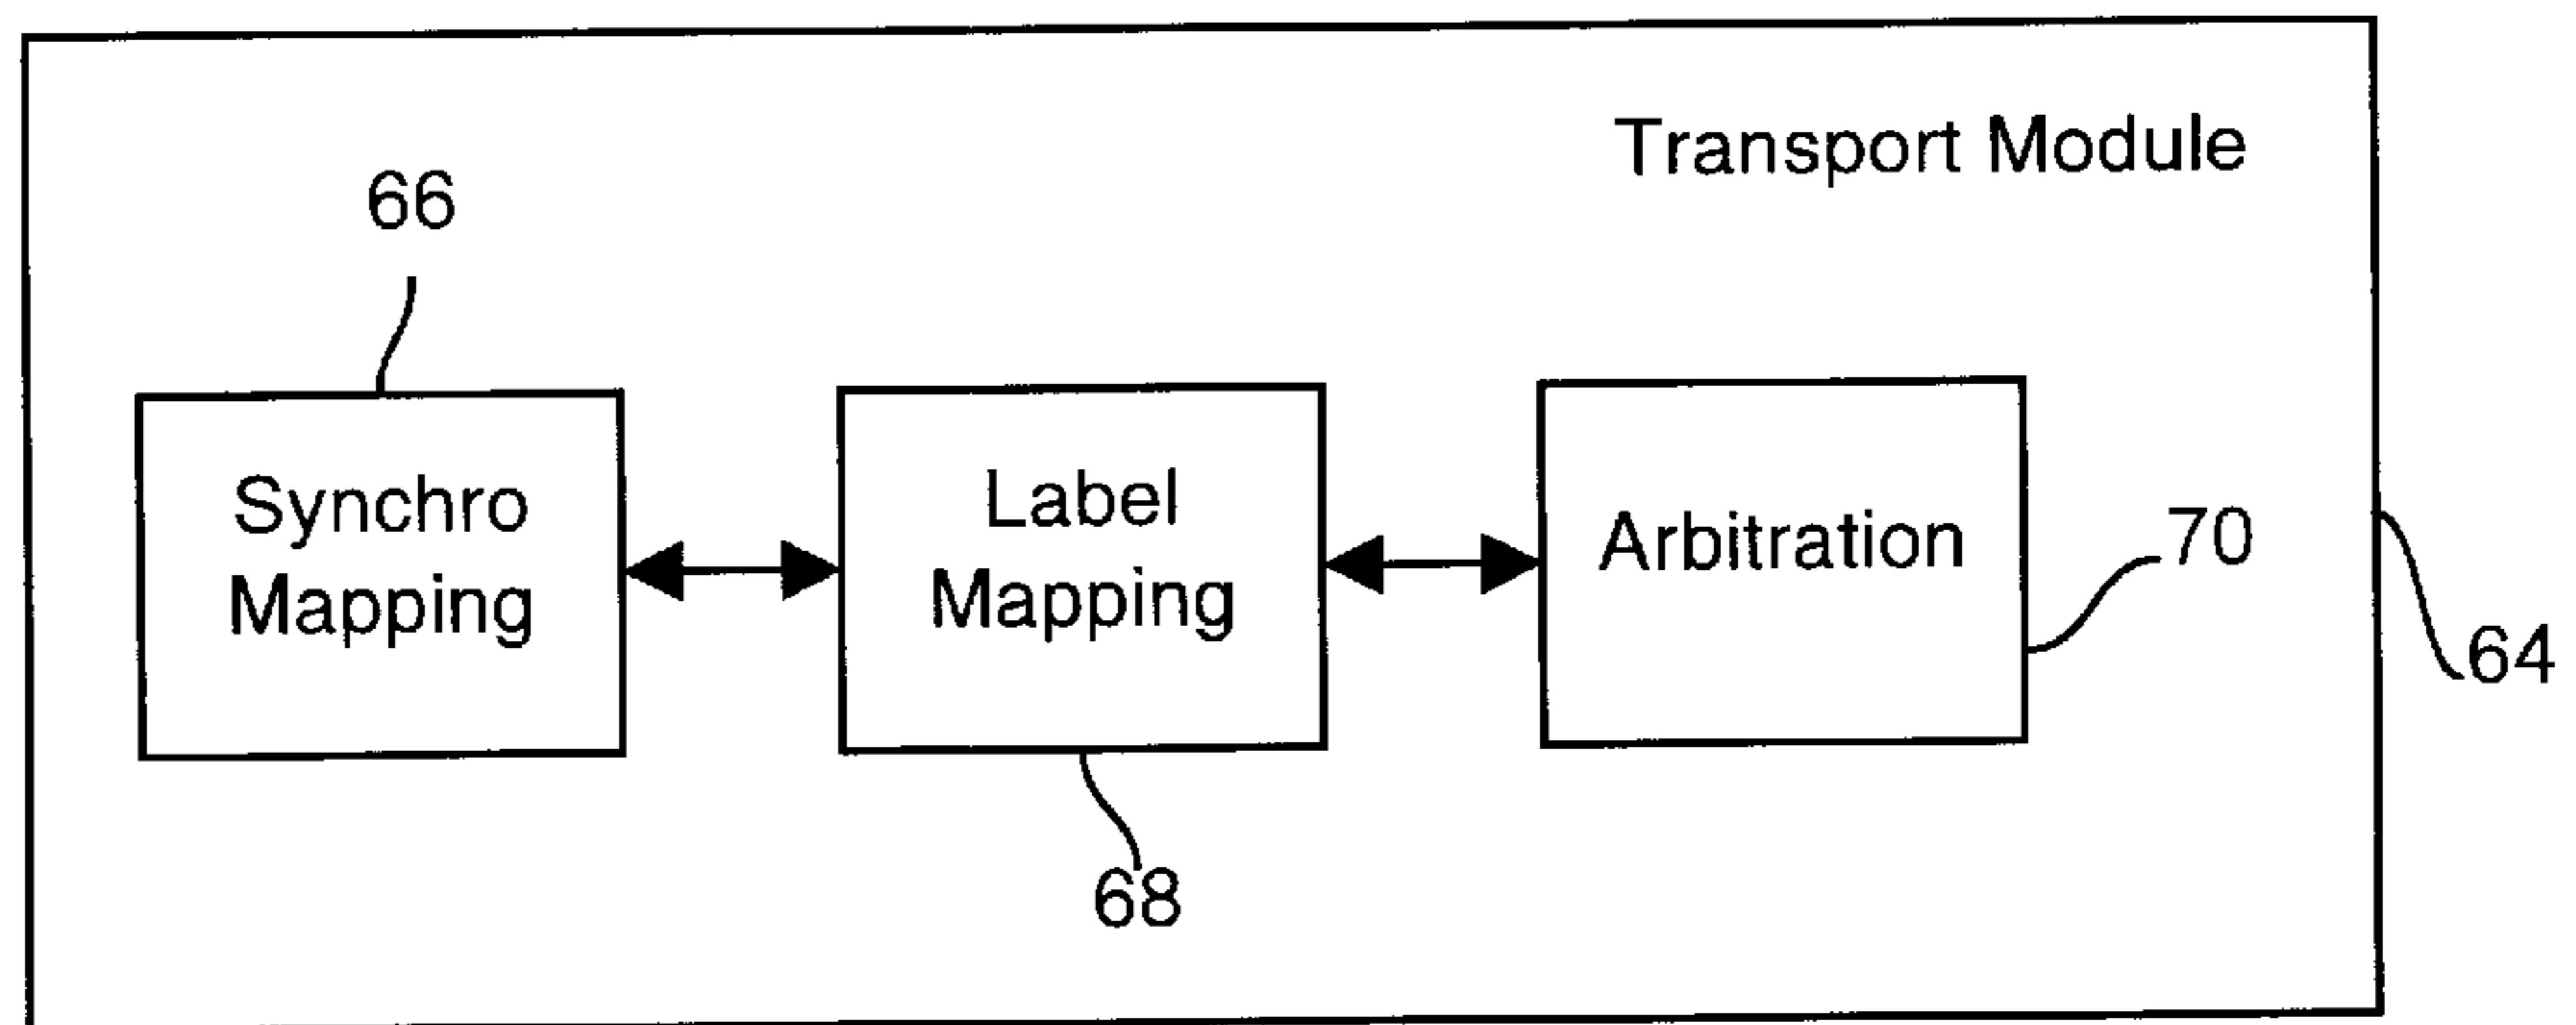 Transport Module
66
Synchro
Mapping
Label
Mapping
Arbitration
70
64
68